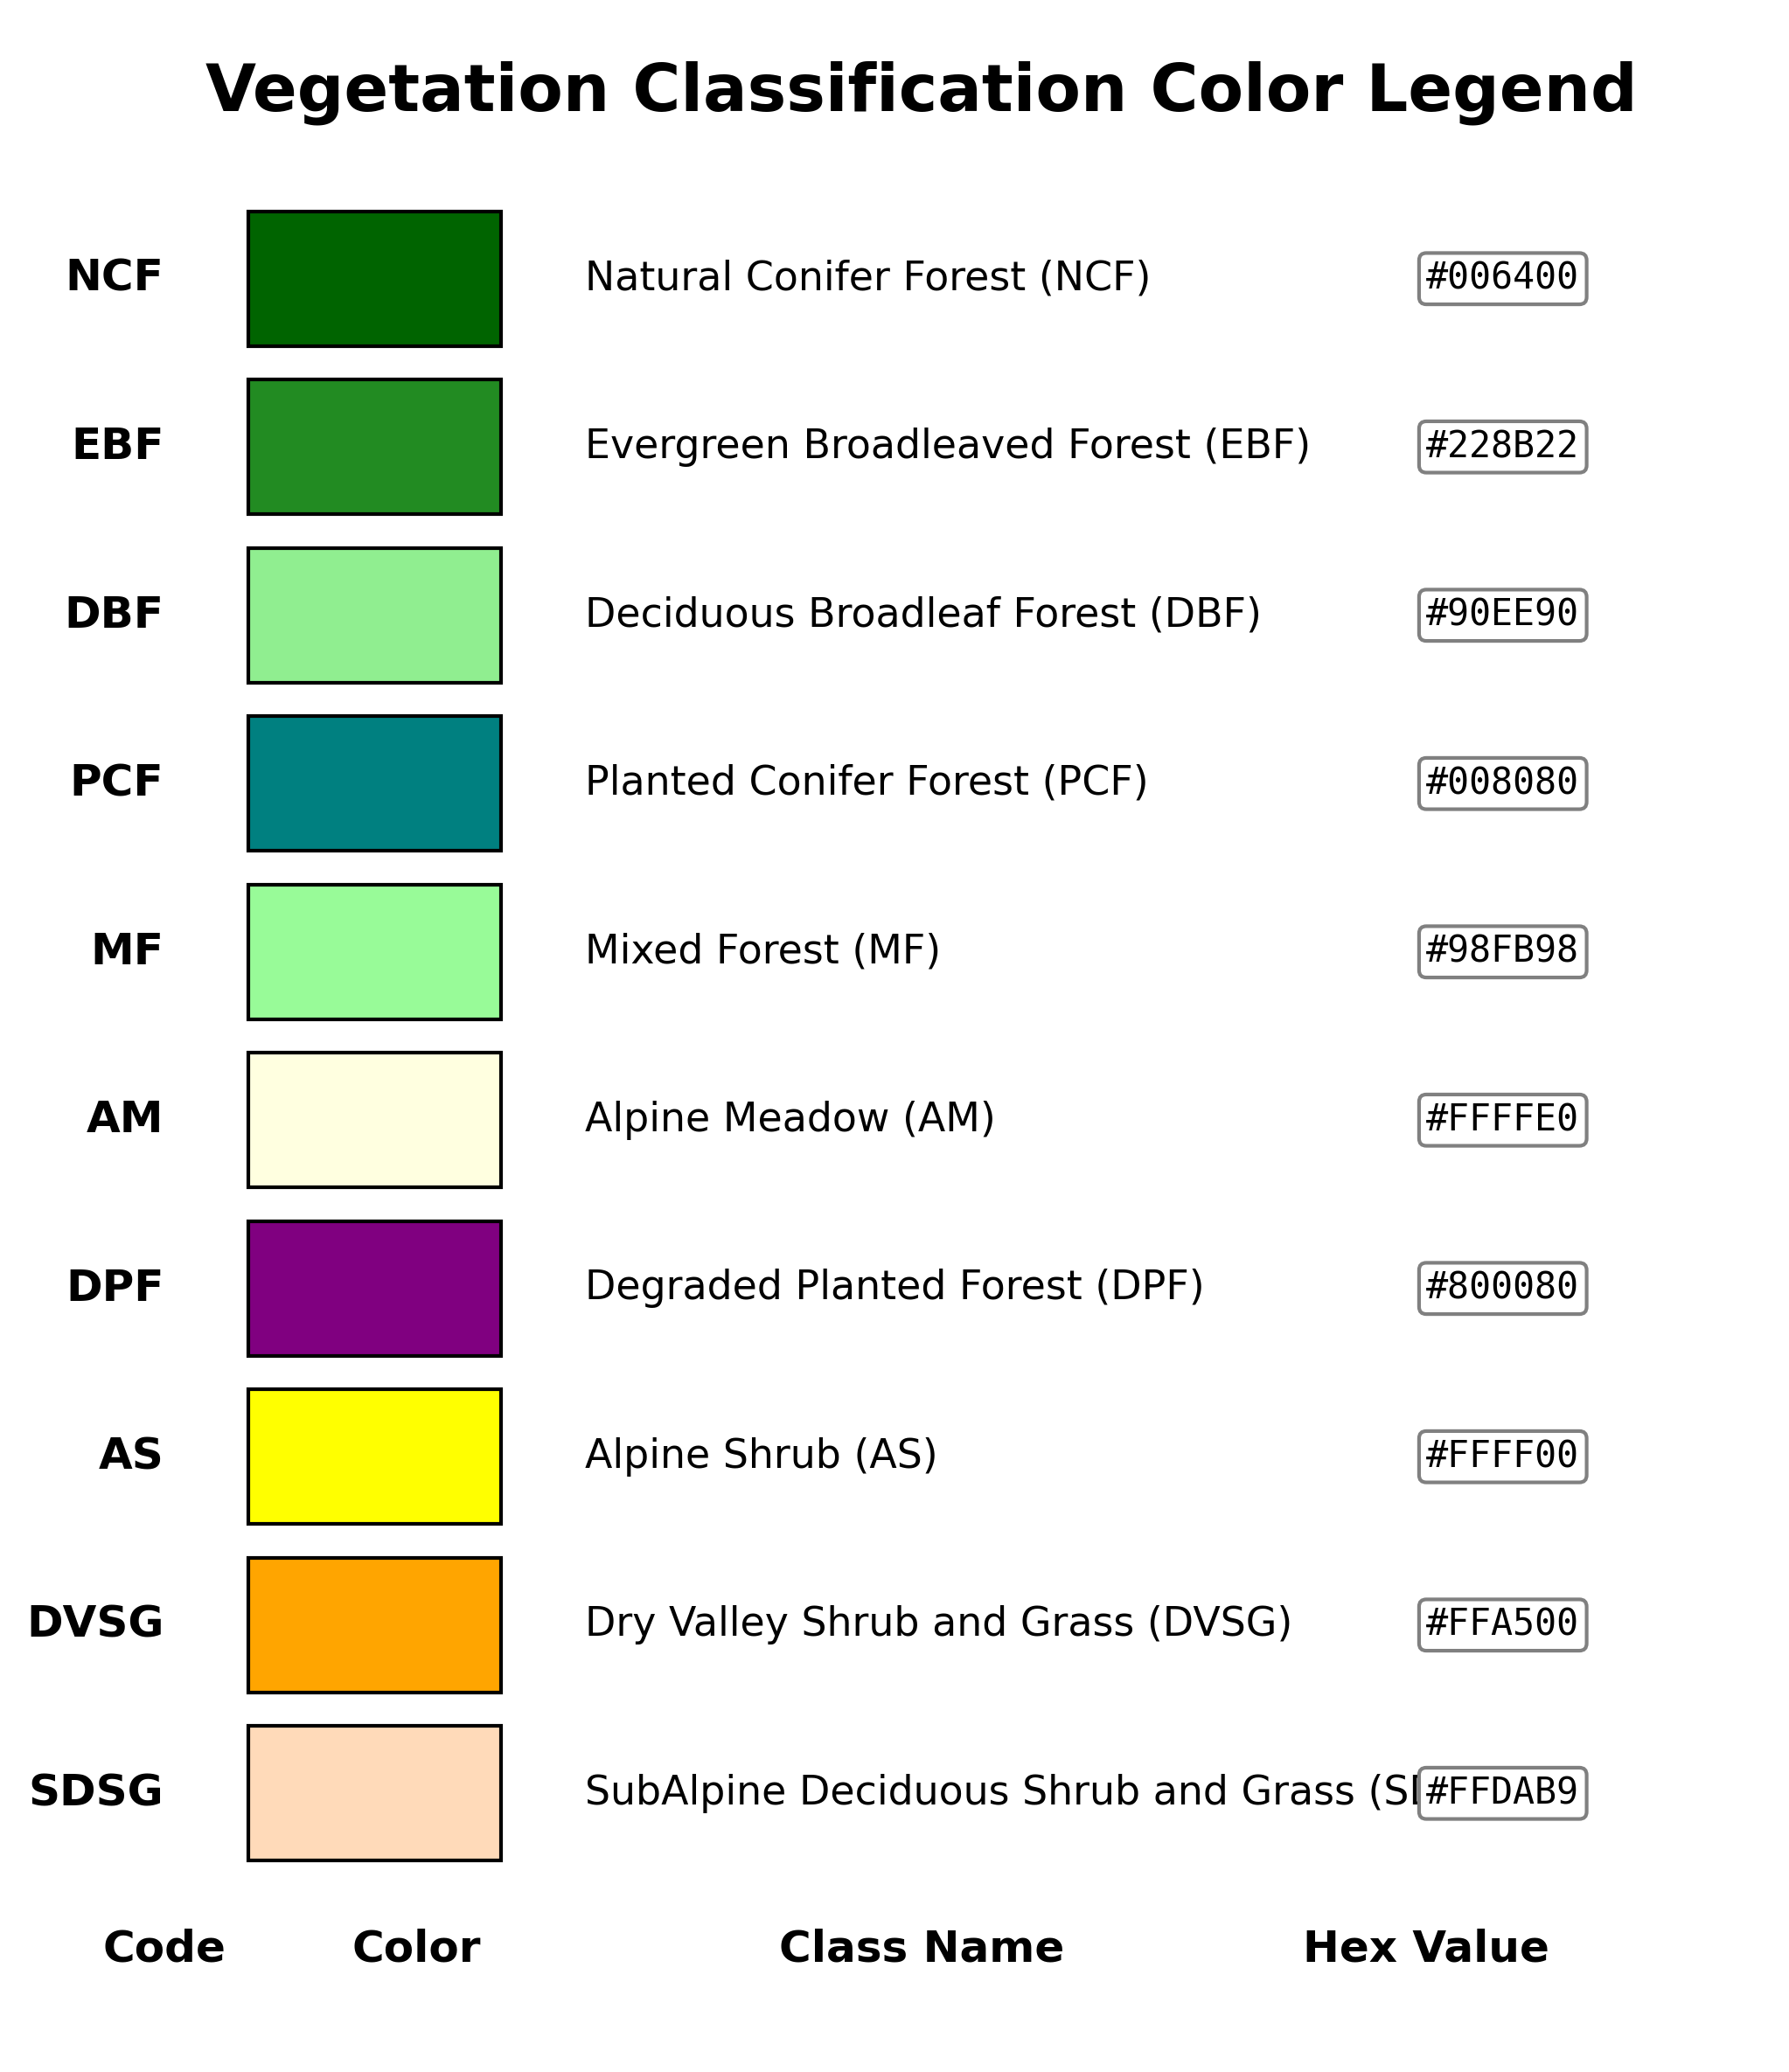 Vegetation Classification Color Legend
NCF Natural Conifer Forest (NCF) #006400
EBF Evergreen Broadleaved Forest (EBF) #228B22
DBF Deciduous Broadleaf Forest (DBF) #90EE90
PCF Planted Conifer Forest (PCF) #008080
MF Mixed Forest (MF) #98FB98
AM Alpine Meadow (AM) #FFFFE0
DPF Degraded Planted Forest (DPF) #800080
AS Alpine Shrub (AS) #FFFF00
DVSG Dry Valley Shrub and Grass (DVSG) #FFA500
SDSG SubAlpine Deciduous Shrub and Grass #FFDAB9
Code Color Class Name Hex Value